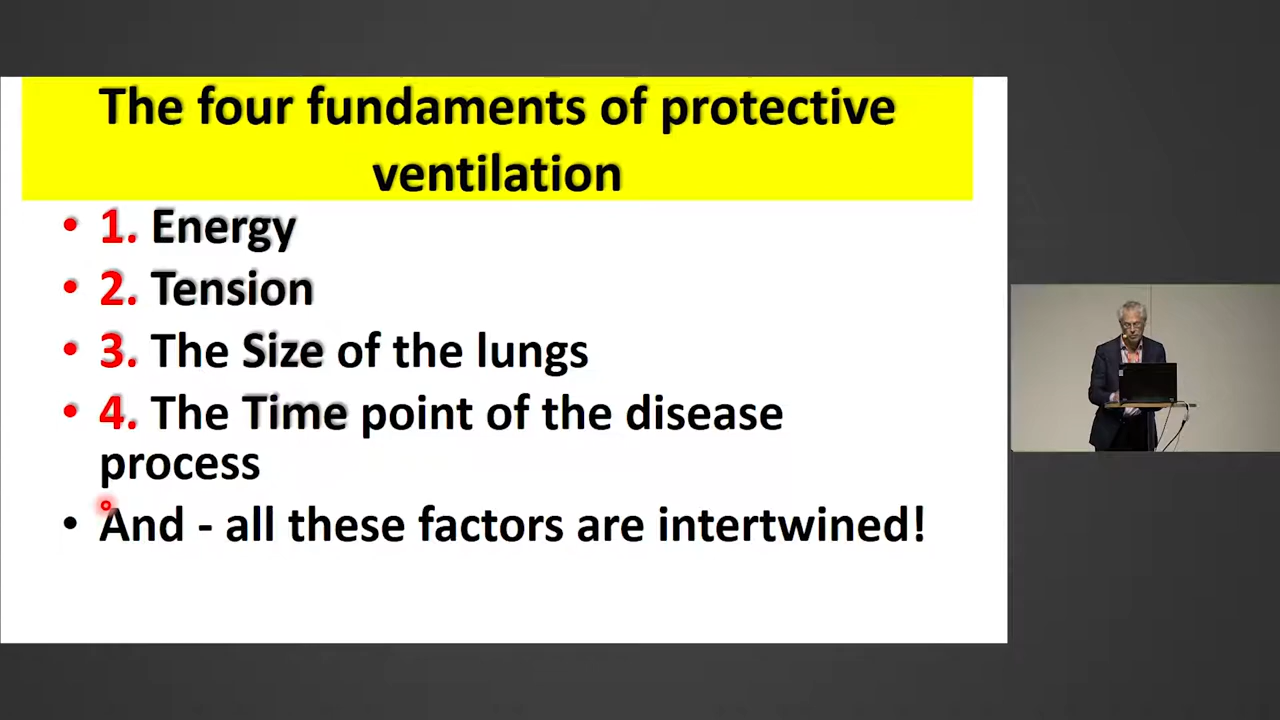 The four fundaments of protective
ventilation
• 1. Energy
• 2. Tension
• 3. The Size of the lungs
• 4. The Time point of the disease
process
• And - all these factors are intertwined!